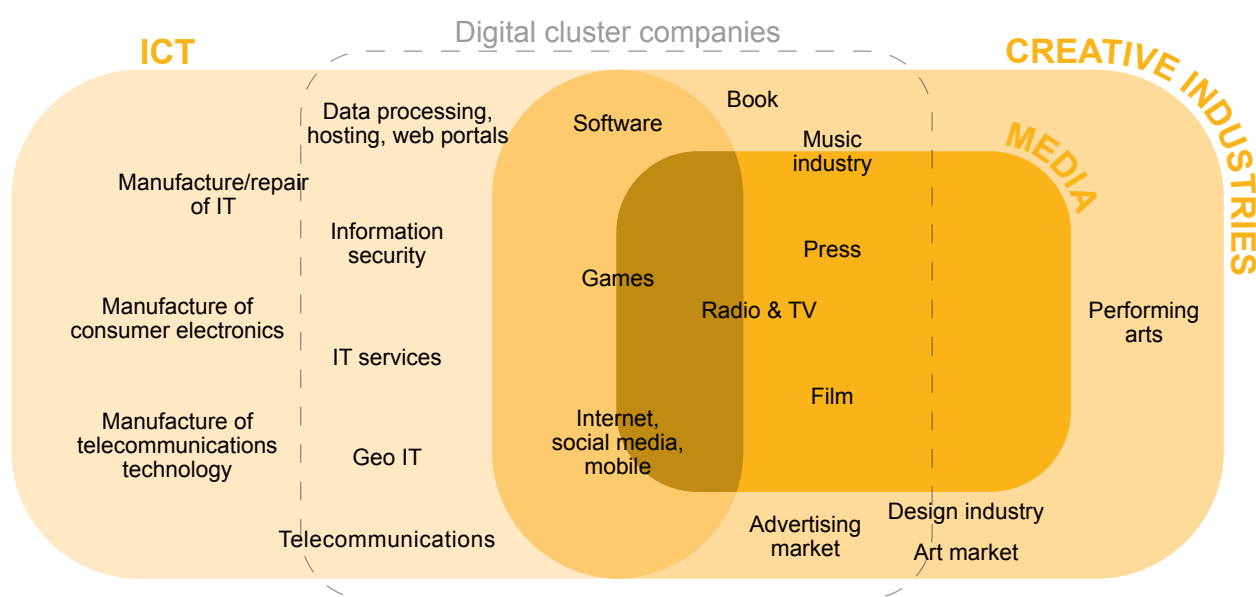 Digital cluster companies
ICT
CREATIVE INDUSTRIES
MEDIA
Data processing,
hosting, web portals
Software
Book
Music
industry
Manufacture/repair
of IT
Information
security
Press
Games
Manufacture of
consumer electronics
Radio & TV
Performing
arts
IT services
Film
Manufacture of
telecommunications
technology
Geo IT
Internet,
social media,
mobile
Telecommunications
Advertising
market
Design industry
Art market